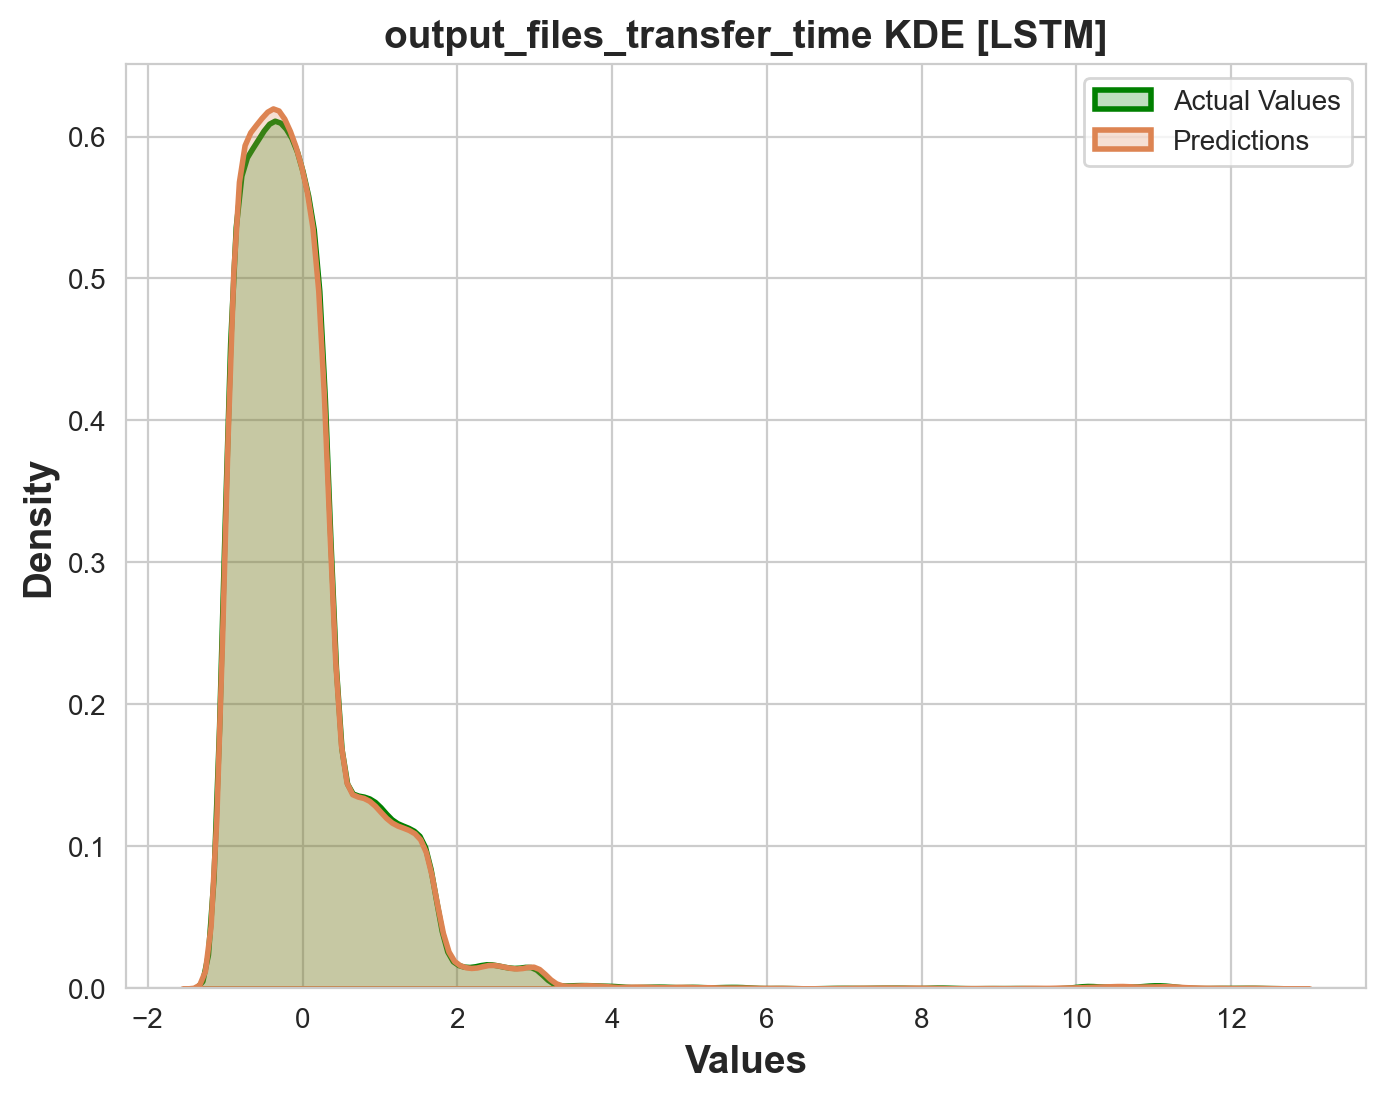 output_files_transfer_time KDE [LSTM]
Actual Values
Predictions
0.6
0.5
0.4
0.3
0.2
0.1
0.0
Density
−2 0 2 4 6 8 10 12
Values